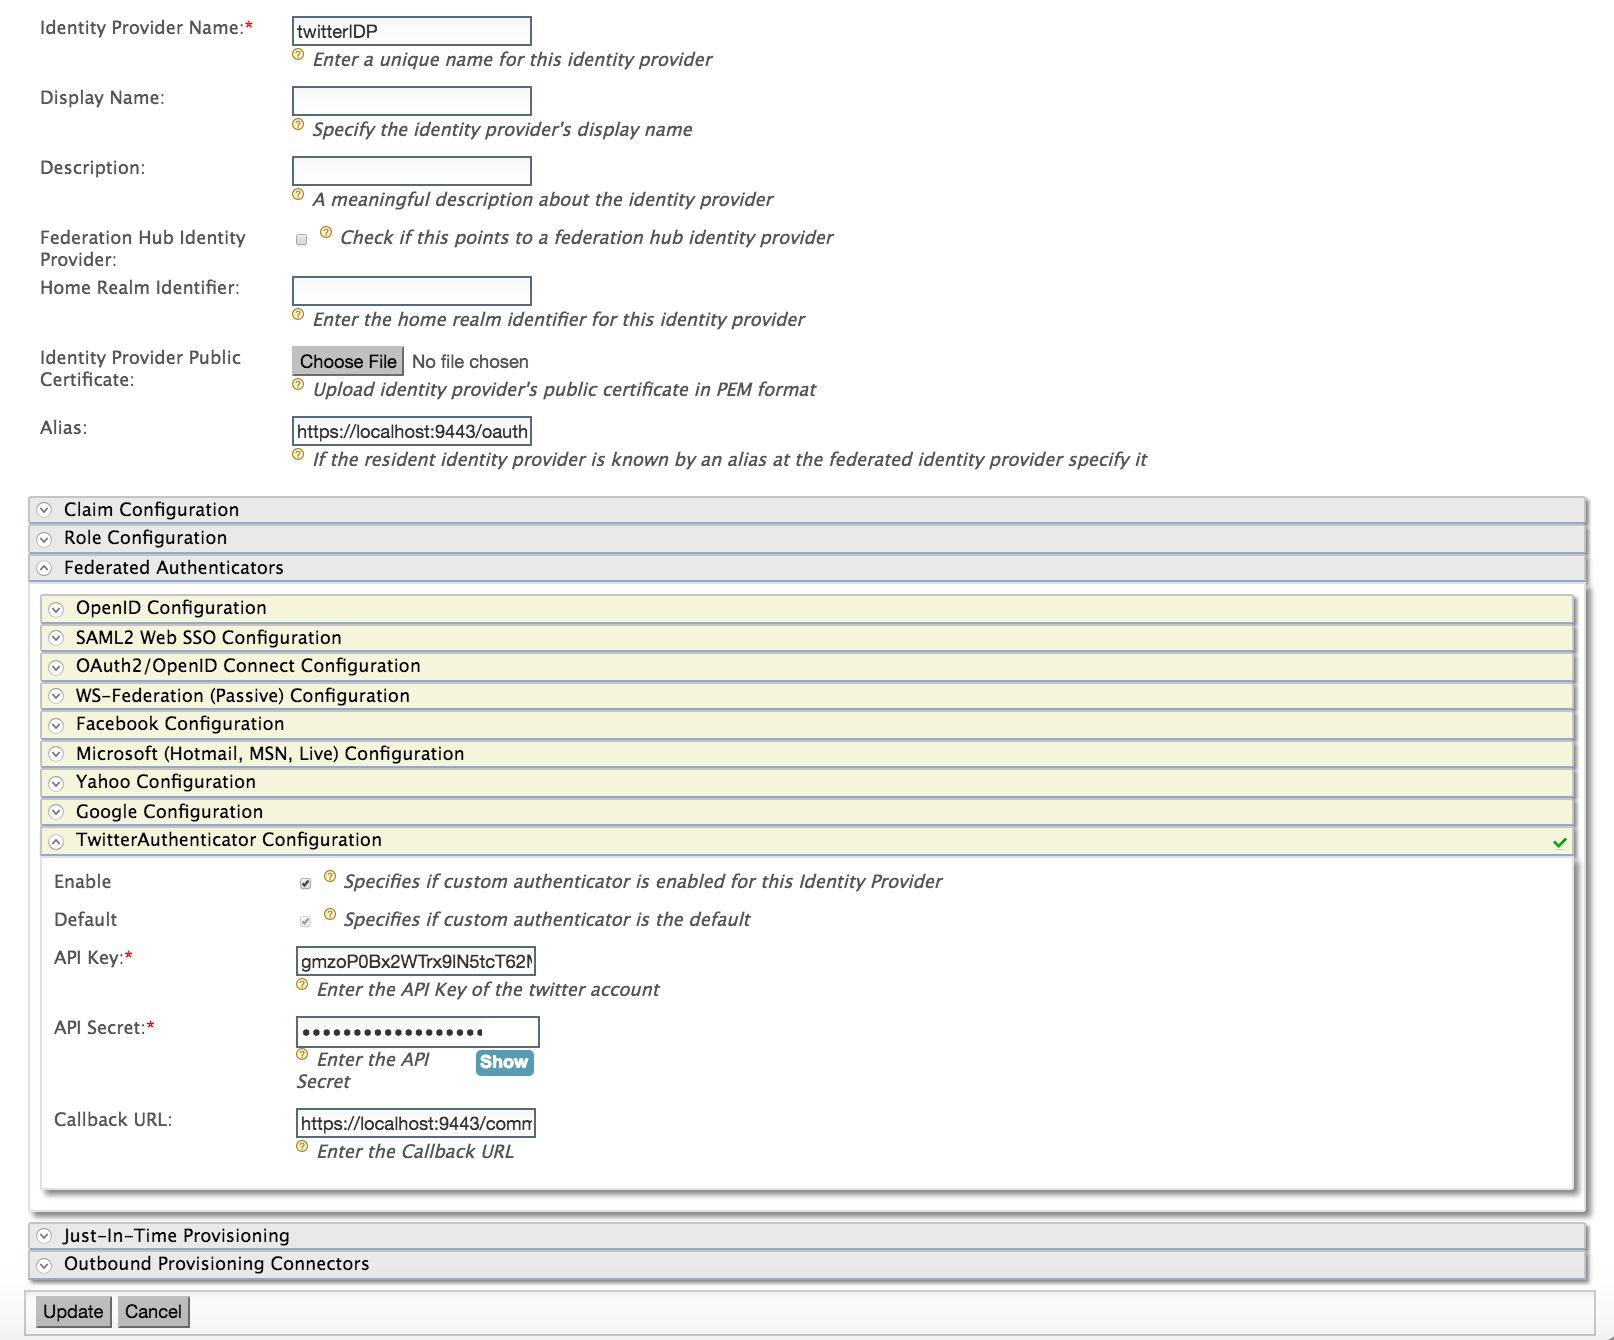 Identity Provider Name:*
twitterIDP
Enter a unique name for this identity provider
Display Name:
Specify the identity provider's display name
Description:
A meaningful description about the identity provider
Federation Hub Identity
Provider:
Check if this points to a federation hub identity provider
Home Realm Identifier:
Enter the home realm identifier for this identity provider
Identity Provider Public
Certificate:
Choose File No file chosen
Upload identity provider's public certificate in PEM format
Alias:
https://localhost:9443/oauth
If the resident identity provider is known by an alias at the federated identity provider specify it
Claim Configuration
Role Configuration
Federated Authenticators
OpenID Configuration
SAML2 Web SSO Configuration
OAuth2/OpenID Connect Configuration
WS-Federation (Passive) Configuration
Facebook Configuration
Microsoft (Hotmail, MSN, Live) Configuration
Yahoo Configuration
Google Configuration
TwitterAuthenticator Configuration
Enable
Specifies if custom authenticator is enabled for this Identity Provider
Default
Specifies if custom authenticator is the default
API Key:*
Enter the API Key of the twitter account
API Secret:*
Enter the API
Secret
Show
Callback URL:
https://localhost:9443/comm
Enter the Callback URL
Just-In-Time Provisioning
Outbound Provisioning Connectors
Update Cancel